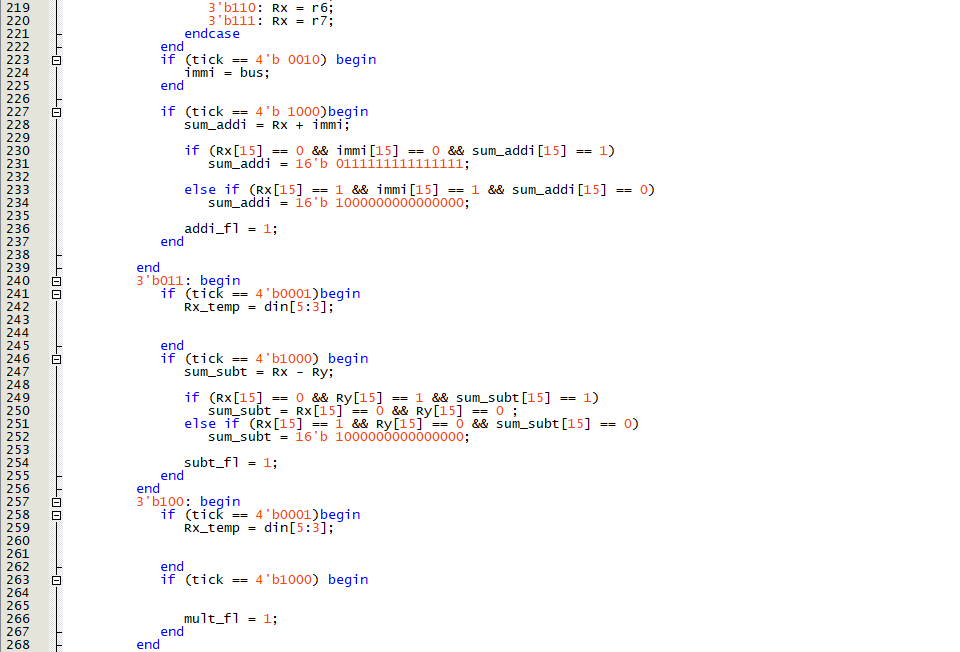 219 3'b110: Rx = r6;
220 3'b111: Rx = r7;
221 endcase
222 end
223 if (tick == 4'b 0010) begin
224 immi = bus;
225 end
226
227 if (tick == 4'b 1000)begin
228 sum_addi = Rx + immi;
229
230 if (Rx[15] == 0 && immi[15] == 0 && sum_addi[15] == 1)
231 sum_addi = 16'b 0111111111111111;
232
233 else if (Rx[15] == 1 && immi[15] == 1 && sum_addi[15] == 0)
234 sum_addi = 16'b 1000000000000000;
235
236 addi_fl = 1;
237 end
238
239 end
240 3'b011: begin
241 if (tick == 4'b0001)begin
242 Rx_temp = din[5:3];
243
244
245 end
246 if (tick == 4'b1000) begin
247 sum_subt = Rx - Ry;
248
249 if (Rx[15] == 0 && Ry[15] == 1 && sum_subt[15] == 1)
250 sum_subt = Rx[15] == 0 && Ry[15] == 0 ;
251 else if (Rx[15] == 1 && Ry[15] == 0 && sum_subt[15] == 0)
252 sum_subt = 16'b 1000000000000000;
253
254 subt_fl = 1;
255 end
256 end
257 3'b100: begin
258 if (tick == 4'b0001)begin
259 Rx_temp = din[5:3];
260
261
262 end
263 if (tick == 4'b1000) begin
264
265
266 mult_fl = 1;
267 end
268 end